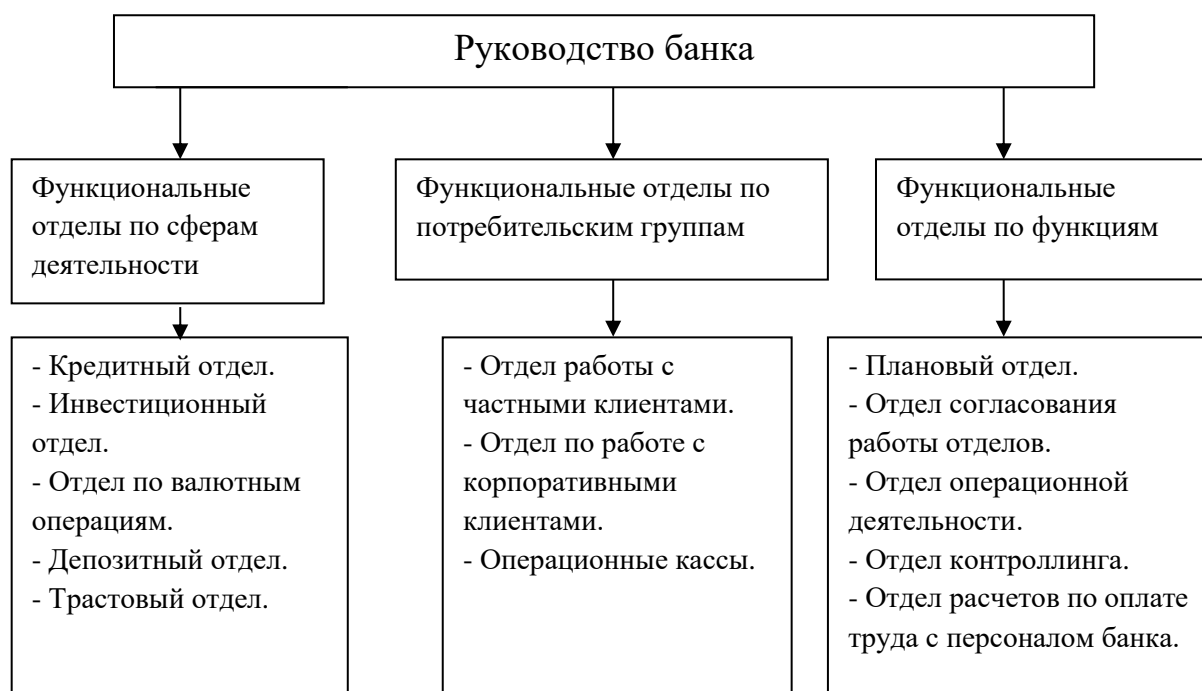 Руководство банка
Функциональные
отделы по сферам
деятельности
Функциональные отделы по
потребительским группам
Функциональные
отделы по функциям
- Кредитный отдел.
- Инвестиционный
отдел.
- Отдел по валютным
операциям.
- Депозитный отдел.
- Трастовый отдел.
- Отдел работы с
частными клиентами.
- Отдел по работе с
корпоративными
клиентами.
- Операционные кассы.
- Плановый отдел.
- Отдел согласования
работы отделов.
- Отдел операционной
деятельности.
- Отдел контроллинга.
- Отдел расчетов по оплате
труда с персоналом банка.